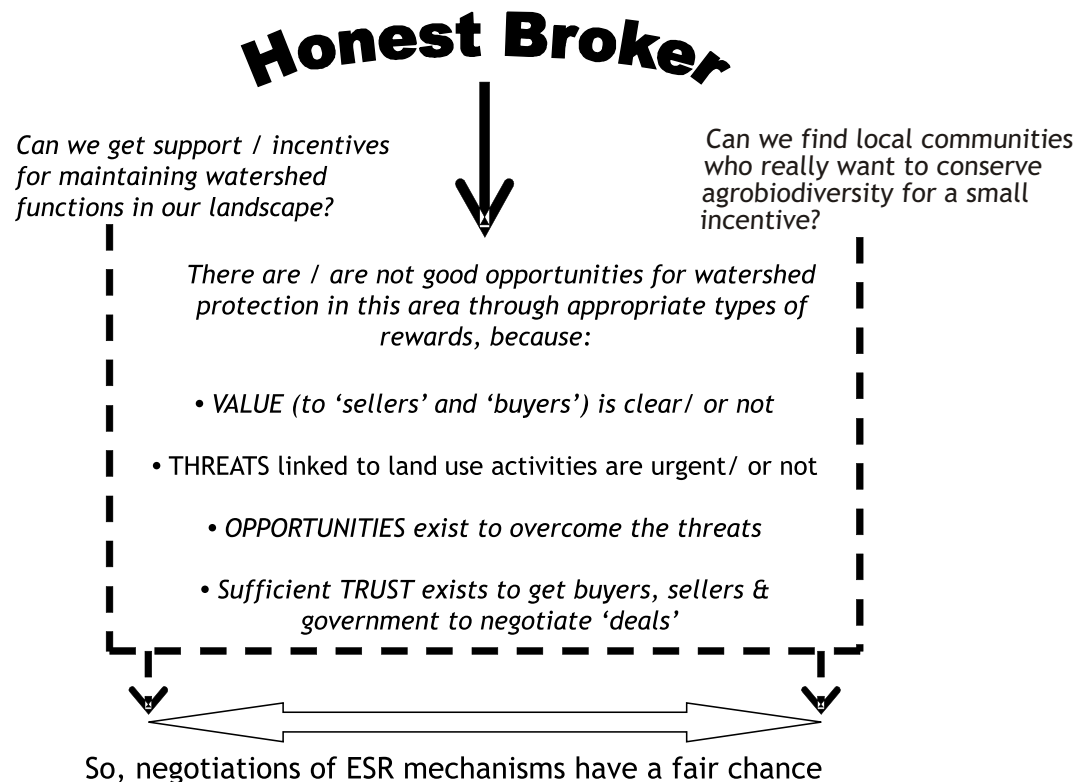 Honest Broker
Can we get support / incentives
for maintaining watershed
functions in our landscape?
Can we find local communities
who really want to conserve
agrobiodiversity for a small
incentive?
There are / are not good opportunities for watershed
protection in this area through appropriate types of
rewards, because:
• VALUE (to ‘sellers’ and ‘buyers’) is clear/ or not
• THREATS linked to land use activities are urgent/ or not
• OPPORTUNITIES exist to overcome the threats
• Sufficient TRUST exists to get buyers, sellers &
government to negotiate ‘deals’
So, negotiations of ESR mechanisms have a fair chance